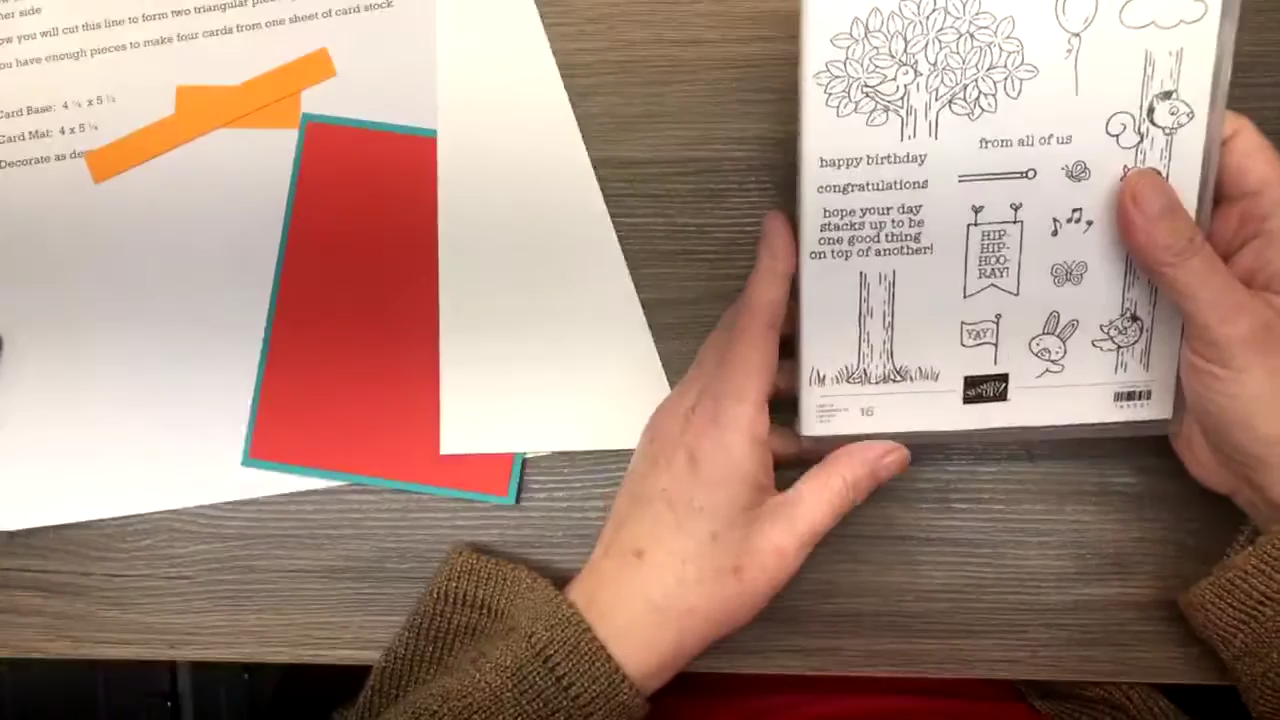 her side
ow you will cut this line to form two triangular
ou have enough pieces to make four cards from one sheet of card stock
Card Base: 4 ¼ x 5 ½
Card Mat: 4 x 5 ¼
Decorate as
from all of us
happy birthday
congratulations
hope your day
stacks up to be
one good thing
on top of another!
HIP-
HIP-
HOO-
RAY!
YAY!
STAMPIN' UP!
16